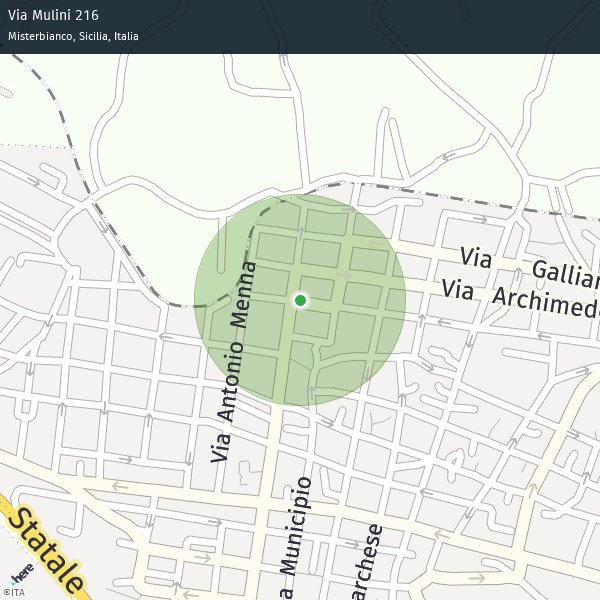 Via Mulini 216
Misterbianco, Sicilia, Italia
Via Gallian
Via Archimede
Via Antonio Menna
a Municipio
archese
Statale
here
©ITA